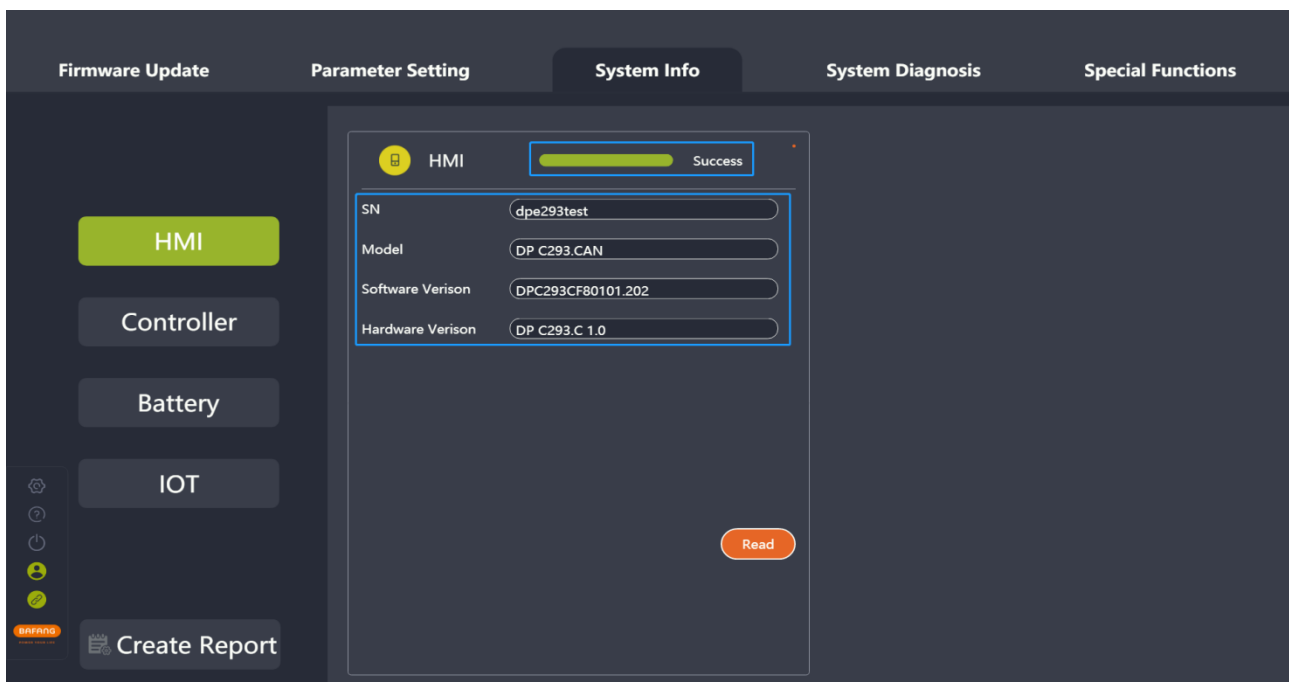 Firmware Update Parameter Setting System Info System Diagnosis Special Functions
HMI Success
SN dpe293test
Model DP C293.CAN
Software Verison DPC293CF80101.202
Hardware Verison DP C293.C 1.0
HMI
Controller
Battery
IOT
Read
BAFANG
Create Report